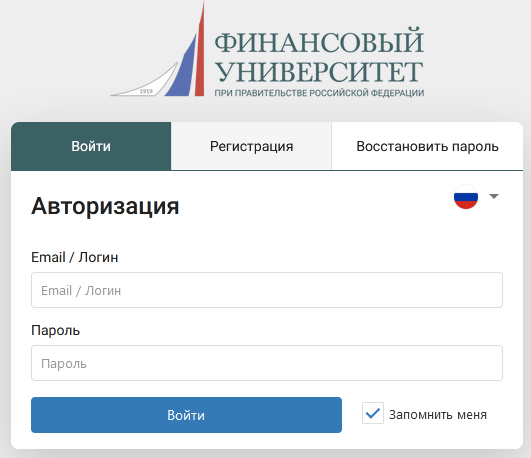 ФИНАНСОВЫЙ
УНИВЕРСИТЕТ
1919
ПРИ ПРАВИТЕЛЬСТВЕ РОССИЙСКОЙ ФЕДЕРАЦИИ
Войти
Регистрация
Восстановить пароль
Авторизация
Email / Логин
Email / Логин
Пароль
Пароль
Войти
Запомнить меня